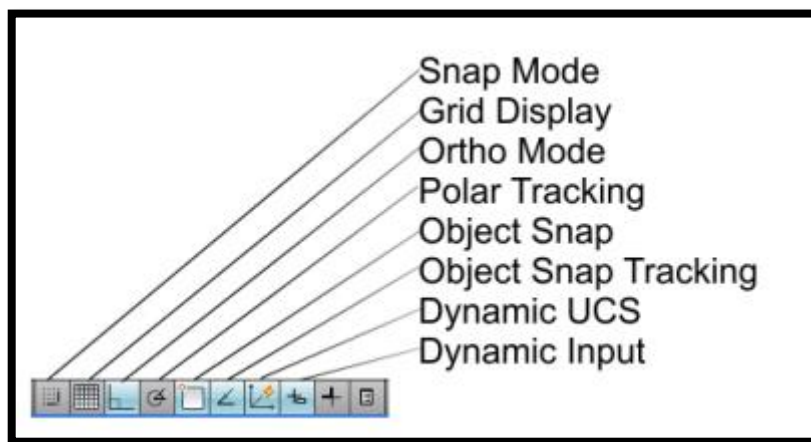 Snap Mode
Grid Display
Ortho Mode
Polar Tracking
Object Snap
Object Snap Tracking
Dynamic UCS
Dynamic Input